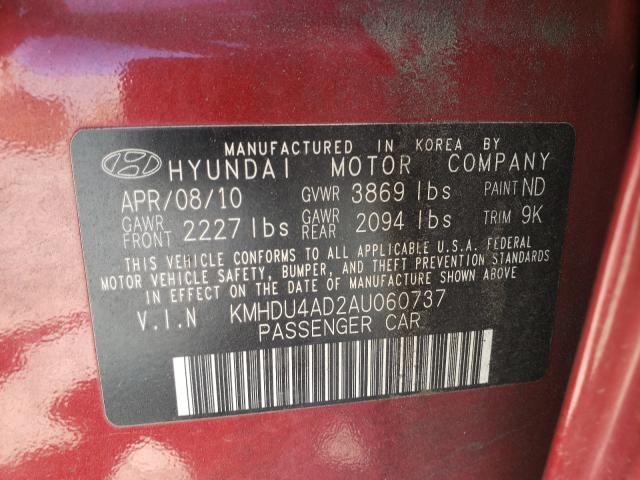 MANUFACTURED IN KOREA BY
HYUNDAI MOTOR COMPANY
APR/08/10 GVWR 3869 lbs PAINT ND
GAWR FRONT 2227 lbs GAWR REAR 2094 lbs TRIM 9K
THIS VEHICLE CONFORMS TO ALL APPLICABLE U.S.A. FEDERAL
MOTOR VEHICLE SAFETY, BUMPER, AND THEFT PREVENTION
STANDARDS IN EFFECT ON THE DATE OF MANUFACTURE SHOWN ABOVE
V.I.N KMHDU4AD2AU060737
PASSENGER CAR